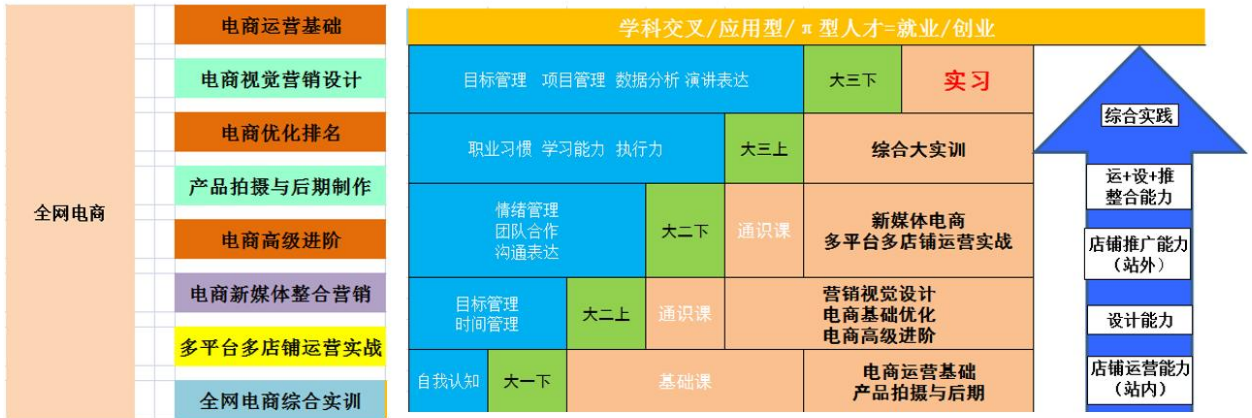 全网电商
电商运营基础
电商视觉营销设计
电商优化排名
产品拍摄与后期制作
电商高级进阶
电商新媒体整合营销
多平台多店铺运营实战
全网电商综合实训
学科交叉/应用型/π型人才=就业/创业
目标管理 项目管理 数据分析 演讲表达
大三下
实习
职业习惯 学习能力 执行力
大三上
综合大实训
情绪管理
团队合作
沟通表达
大二下
通识课
新媒体电商
多平台多店铺运营实战
目标管理
时间管理
大二上
通识课
营销视觉设计
电商基础优化
电商高级进阶
自我认知
大一下
基础课
电商运营基础
产品拍摄与后期
综合实践
运+设+推
整合能力
店铺推广能力
（站外）
设计能力
店铺运营能力
（站内）